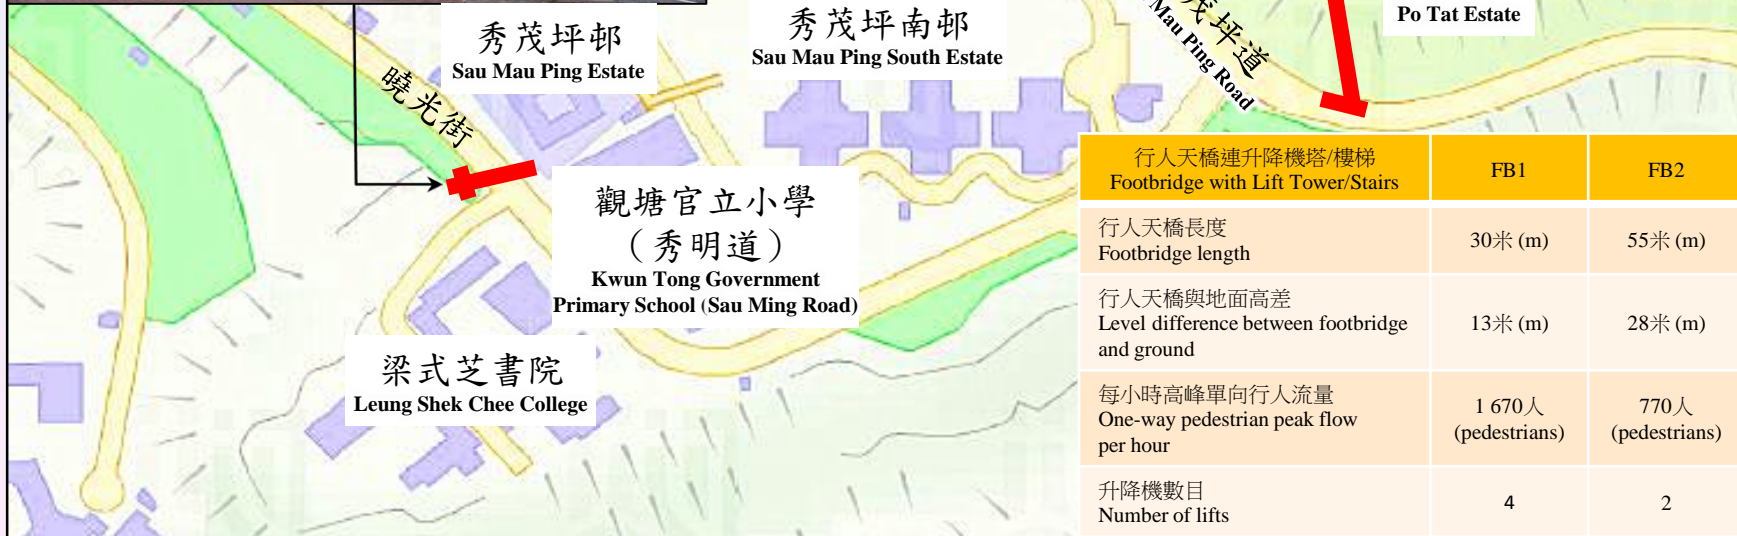 秀茂坪邨
Sau Mau Ping Estate
秀茂坪南邨
Sau Mau Ping South Estate
茂坪道
Mau Ping Road
Po Tat Estate
曉光街
觀塘官立小學
（秀明道）
Kwun Tong Government
Primary School (Sau Ming Road)
梁式芝書院
Leung Shek Chee College
行人天橋連升降機塔/樓梯
Footbridge with Lift Tower/Stairs
FB1
FB2
行人天橋長度
Footbridge length
30米 (m)
55米 (m)
行人天橋與地面高差
Level difference between footbridge
and ground
13米 (m)
28米 (m)
每小時高峰單向行人流量
One-way pedestrian peak flow
per hour
1 670人
(pedestrians)
770人
(pedestrians)
升降機數目
Number of lifts
4
2